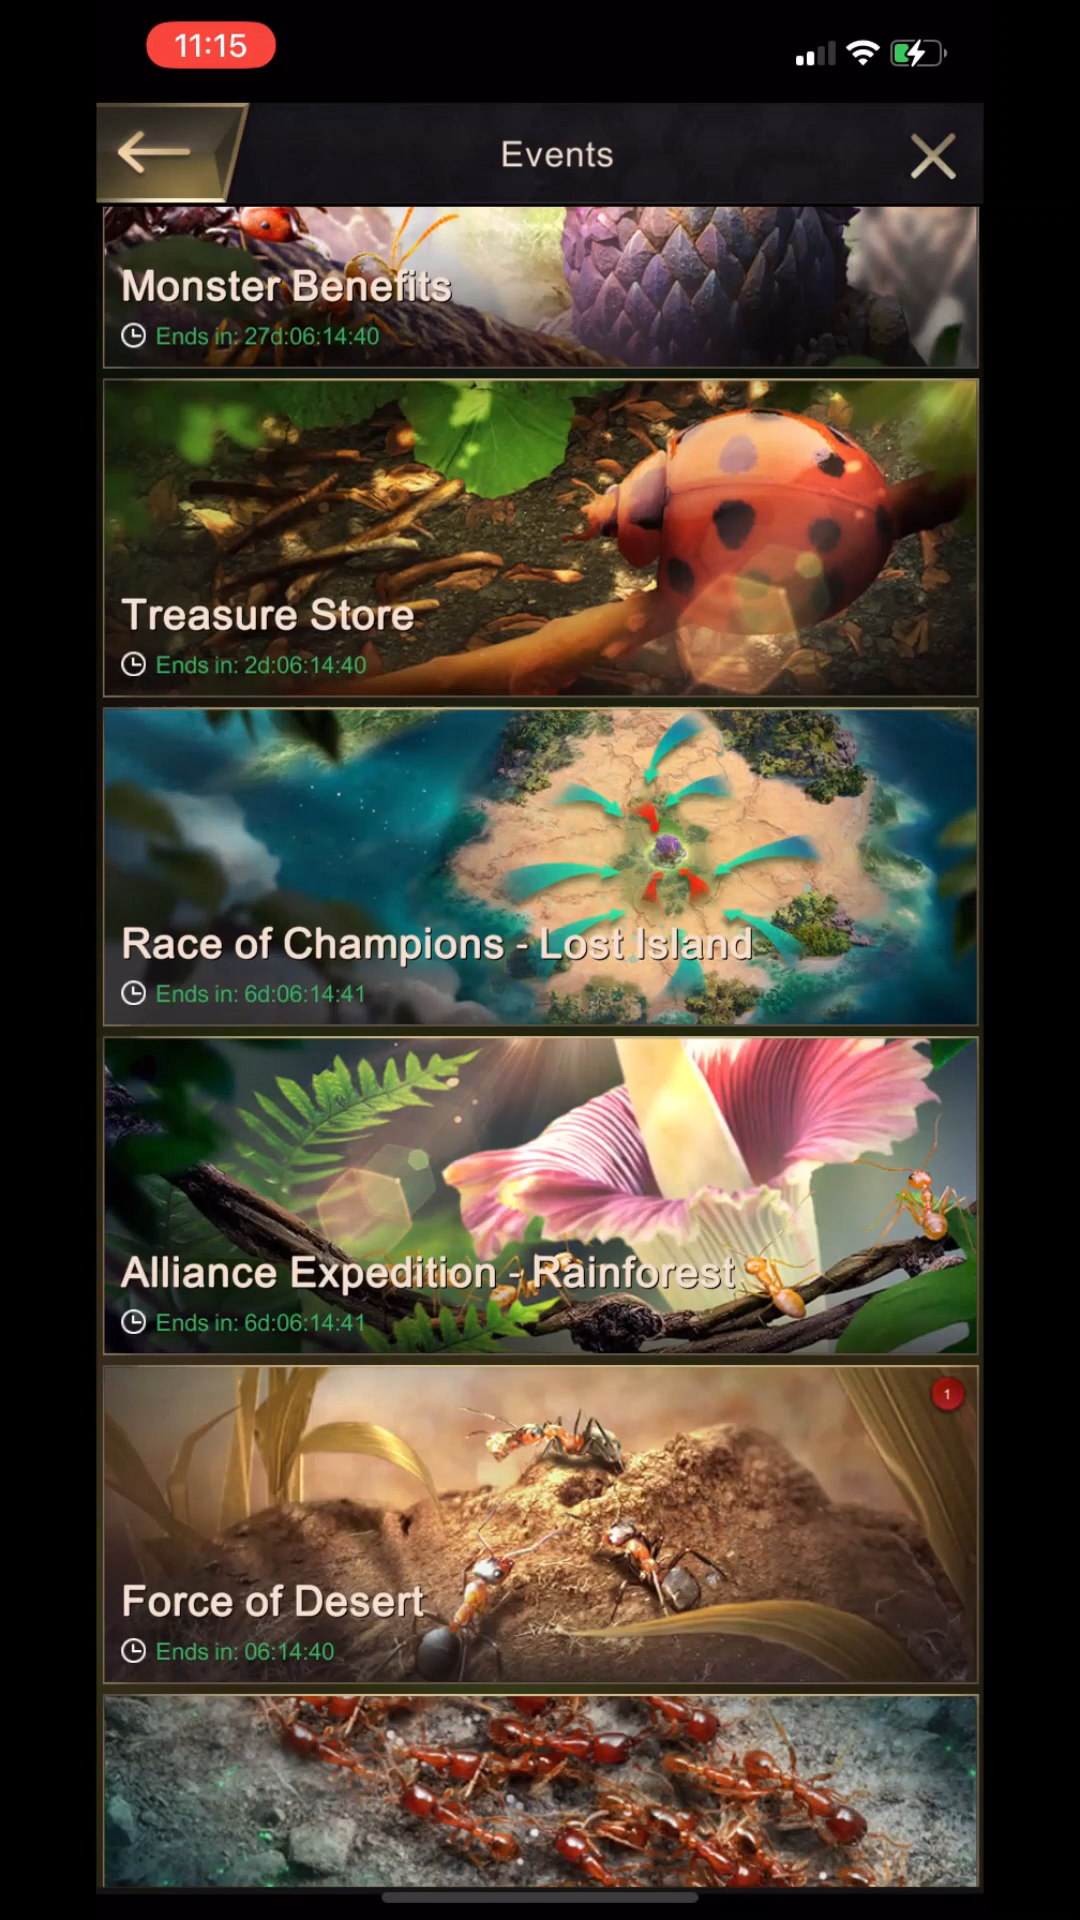 11:15
Events
Monster Benefits
Ends in: 27d:06:14:40
Treasure Store
Ends in: 2d:06:14:40
Race of Champions - Lost Island
Ends in: 6d:06:14:41
Alliance Expedition - Rainforest
Ends in: 6d:06:14:41
1
Force of Desert
Ends in: 06:14:40